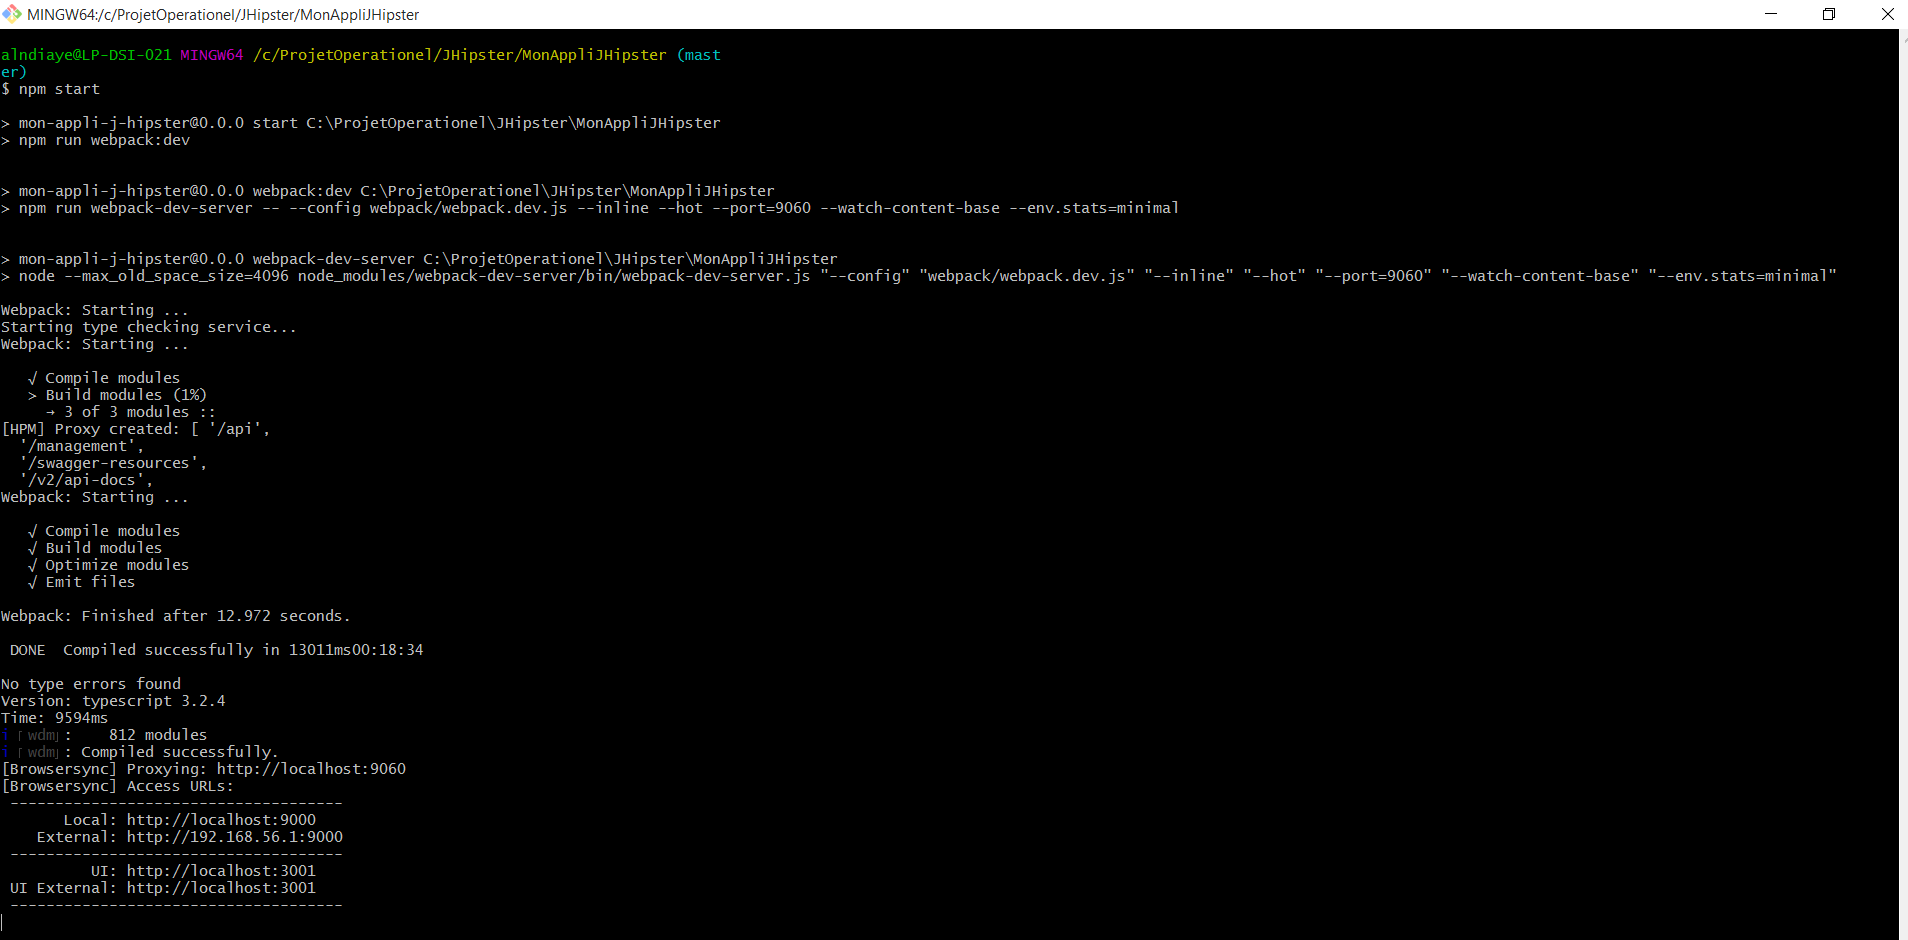 MINGW64:/c/ProjetOperationel/JHipster/MonAppliJHipster
alndiaye@LP-DSI-021 MINGW64 /c/ProjetOperationel/JHipster/MonAppliJHipster (mast
er)
$ npm start
> mon-appli-j-hipster@0.0.0 start C:\ProjetOperationel\JHipster\MonAppliJHipster
> npm run webpack:dev
> mon-appli-j-hipster@0.0.0 webpack:dev C:\ProjetOperationel\JHipster\MonAppliJHipster
> npm run webpack-dev-server -- --config webpack/webpack.dev.js --inline --hot --port=9060 --watch-content-base --env.stats=minimal
> mon-appli-j-hipster@0.0.0 webpack-dev-server C:\ProjetOperationel\JHipster\MonAppliJHipster
> node --max_old_space_size=4096 node_modules/webpack-dev-server/bin/webpack-dev-server.js "--config" "webpack/webpack.dev.js" "--inline" "--hot" "--port=9060" "--watch-content-base" "--env.stats=minimal"
Webpack: Starting ...
Starting type checking service...
Webpack: Starting ...
√ Compile modules
> Build modules (1%)
→ 3 of 3 modules ::
[HPM] Proxy created: [ '/api',
'/management',
'/swagger-resources',
'/v2/api-docs',
Webpack: Starting ...
√ Compile modules
√ Build modules
√ Optimize modules
√ Emit files
Webpack: Finished after 12.972 seconds.
DONE  Compiled successfully in 13011ms00:18:34
No type errors found
Version: typescript 3.2.4
Time: 9594ms
i ｢wdm｣:    812 modules
i ｢wdm｣: Compiled successfully.
[Browsersync] Proxying: http://localhost:9060
[Browsersync] Access URLs:
-------------------------------------
Local: http://localhost:9000
External: http://192.168.56.1:9000
-------------------------------------
UI: http://localhost:3001
UI External: http://localhost:3001
-------------------------------------